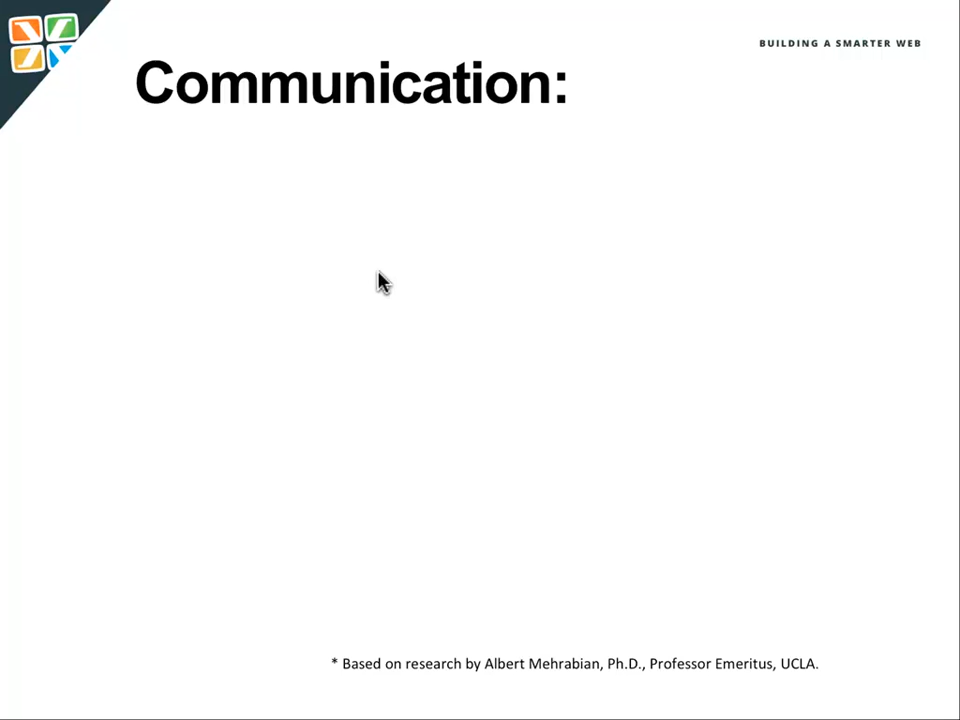 BUILDING A SMARTER WEB
Communication:
* Based on research by Albert Mehrabian, Ph.D., Professor Emeritus, UCLA.